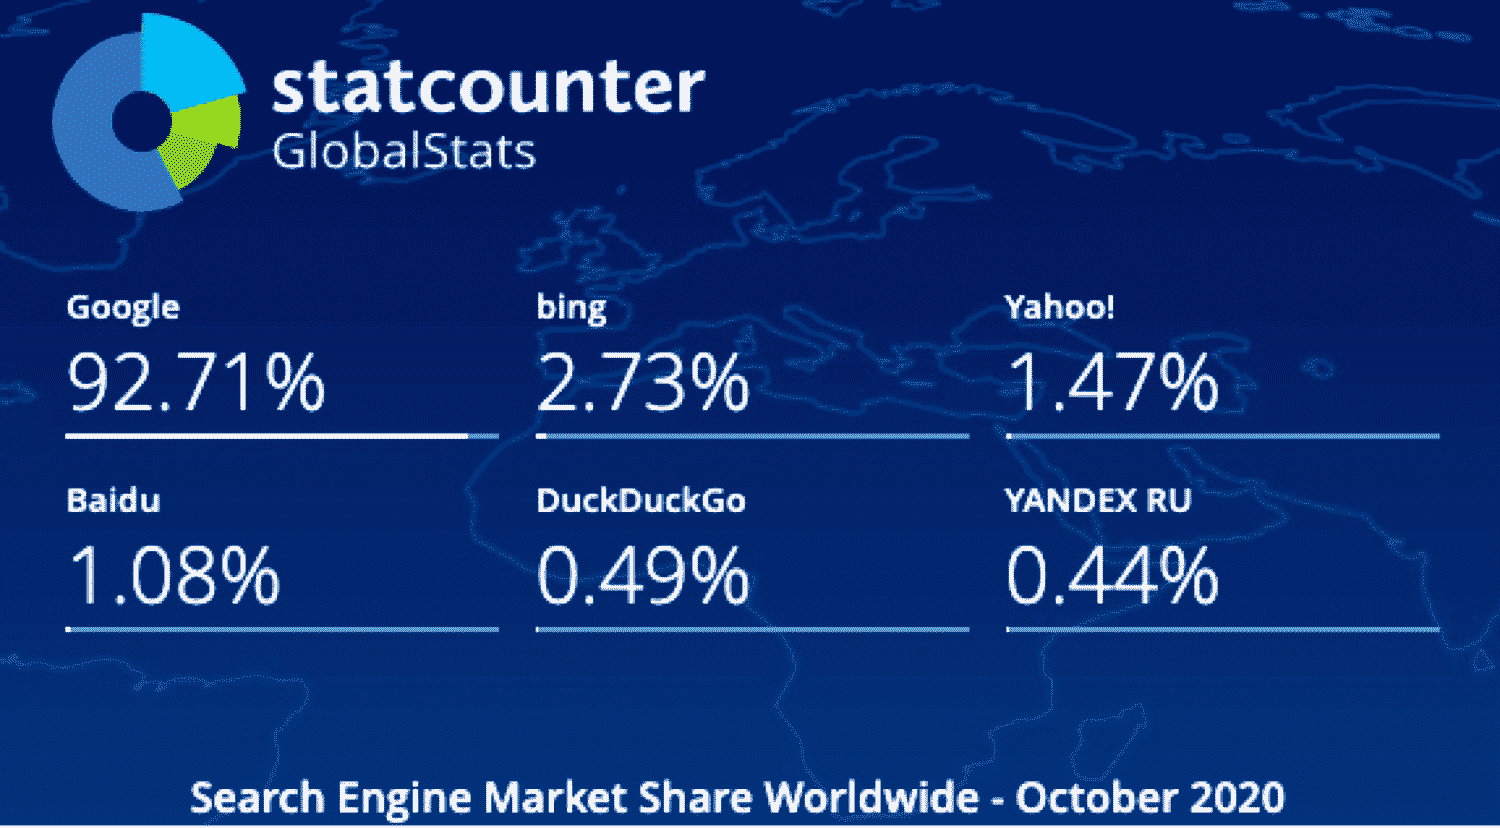 statcounter
GlobalStats
Google
92.71%
bing
2.73%
Yahoo!
1.47%
Baidu
1.08%
DuckDuckGo
0.49%
YANDEX RU
0.44%
Search Engine Market Share Worldwide - October 2020